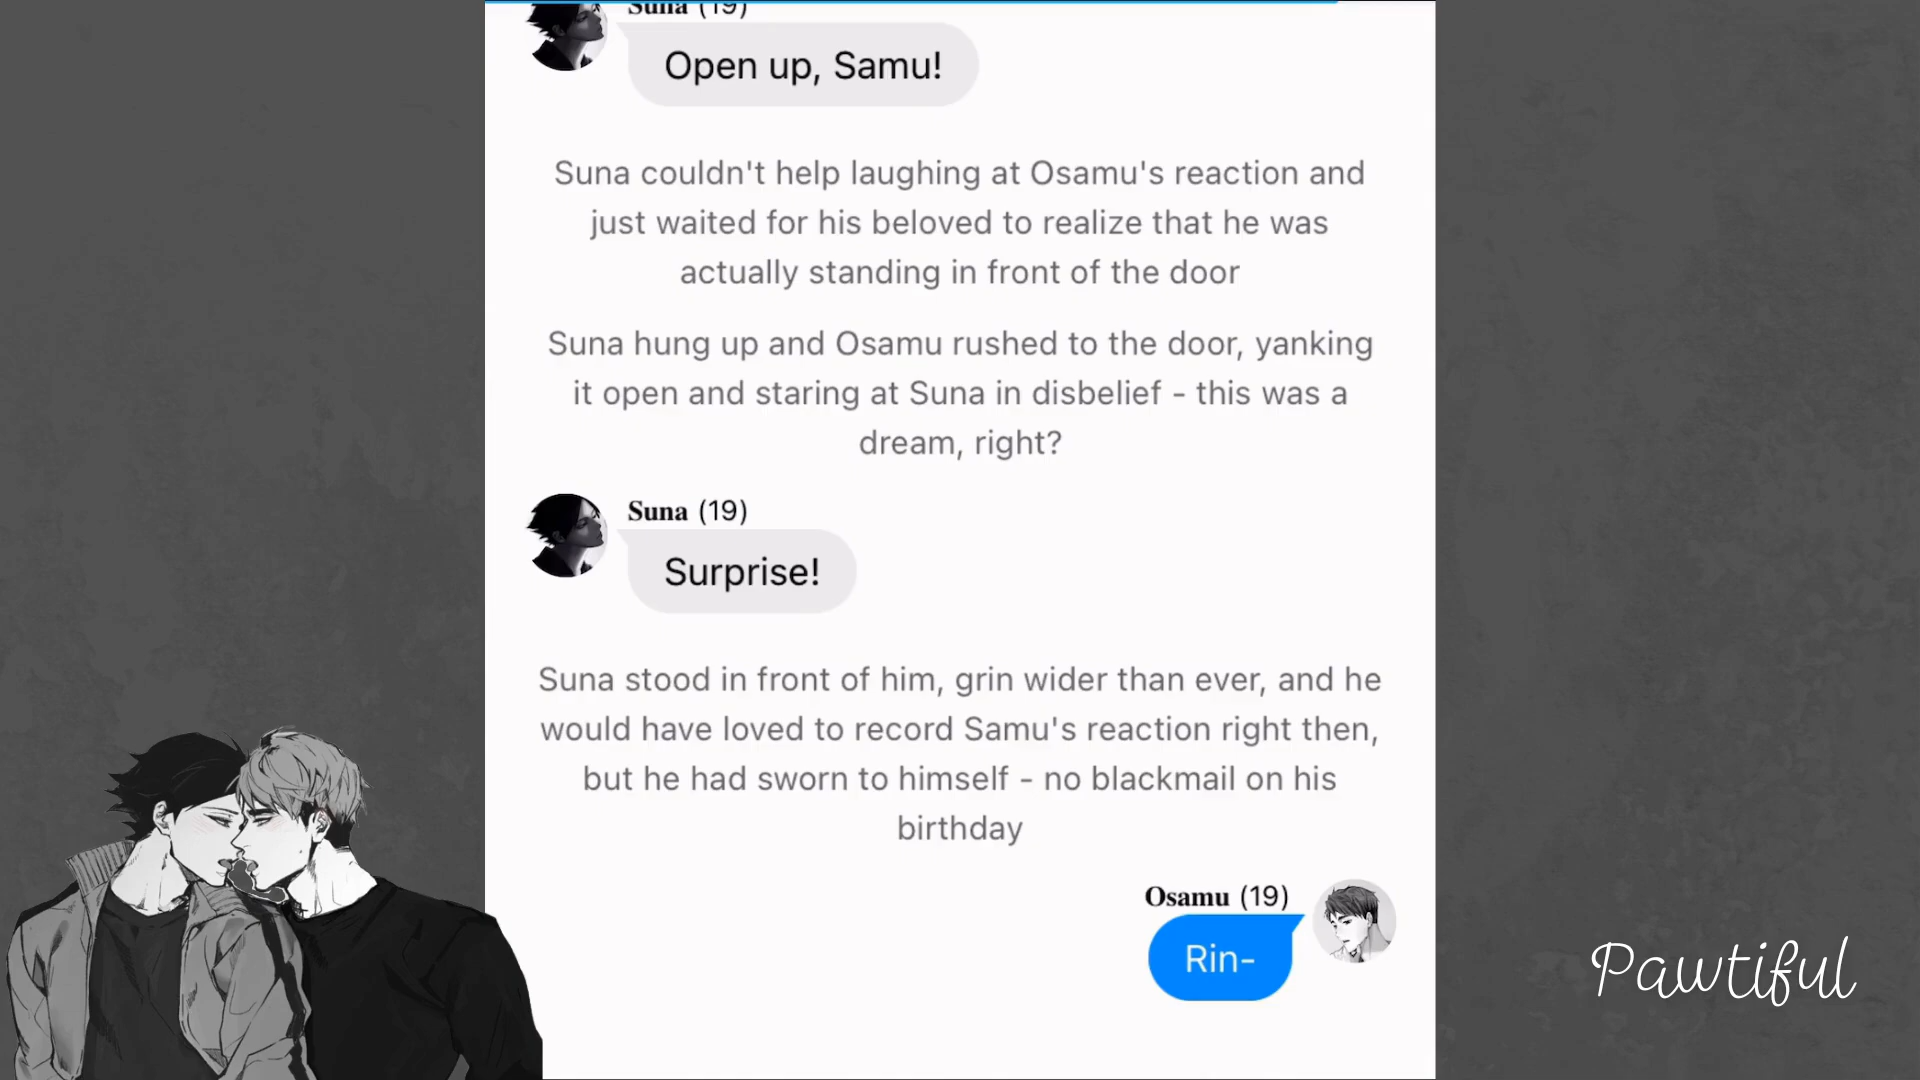 Suna (19)
Open up, Samu!
Suna couldn't help laughing at Osamu's reaction and
just waited for his beloved to realize that he was
actually standing in front of the door
Suna hung up and Osamu rushed to the door, yanking
it open and staring at Suna in disbelief - this was a
dream, right?
Suna (19)
Surprise!
Suna stood in front of him, grin wider than ever, and he
would have loved to record Samu's reaction right then,
but he had sworn to himself - no blackmail on his
birthday
Osamu (19)
Rin-
Pawtiful